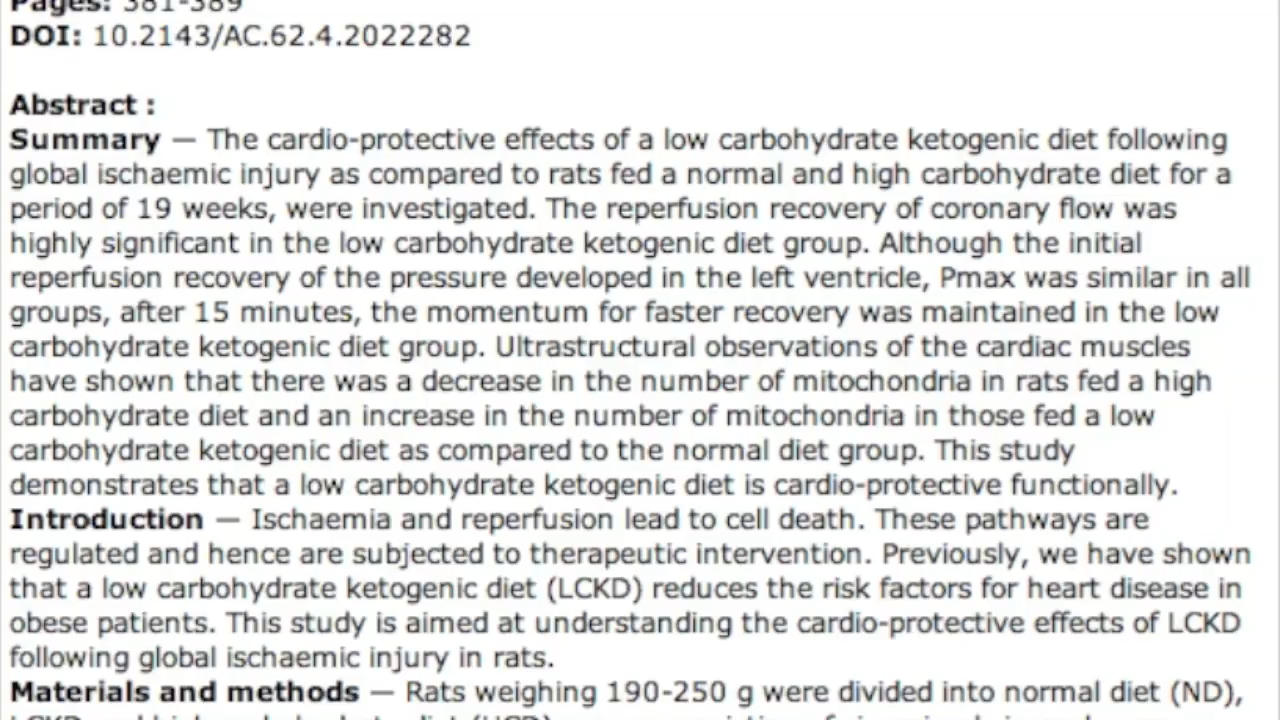 Pages: 381-389
DOI: 10.2143/AC.62.4.2022282
Abstract :
Summary — The cardio-protective effects of a low carbohydrate ketogenic diet following
global ischaemic injury as compared to rats fed a normal and high carbohydrate diet for a
period of 19 weeks, were investigated. The reperfusion recovery of coronary flow was
highly significant in the low carbohydrate ketogenic diet group. Although the initial
reperfusion recovery of the pressure developed in the left ventricle, Pmax was similar in all
groups, after 15 minutes, the momentum for faster recovery was maintained in the low
carbohydrate ketogenic diet group. Ultrastructural observations of the cardiac muscles
have shown that there was a decrease in the number of mitochondria in rats fed a high
carbohydrate diet and an increase in the number of mitochondria in those fed a low
carbohydrate ketogenic diet as compared to the normal diet group. This study
demonstrates that a low carbohydrate ketogenic diet is cardio-protective functionally.
Introduction — Ischaemia and reperfusion lead to cell death. These pathways are
regulated and hence are subjected to therapeutic intervention. Previously, we have shown
that a low carbohydrate ketogenic diet (LCKD) reduces the risk factors for heart disease in
obese patients. This study is aimed at understanding the cardio-protective effects of LCKD
following global ischaemic injury in rats.
Materials and methods — Rats weighing 190-250 g were divided into normal diet (ND),